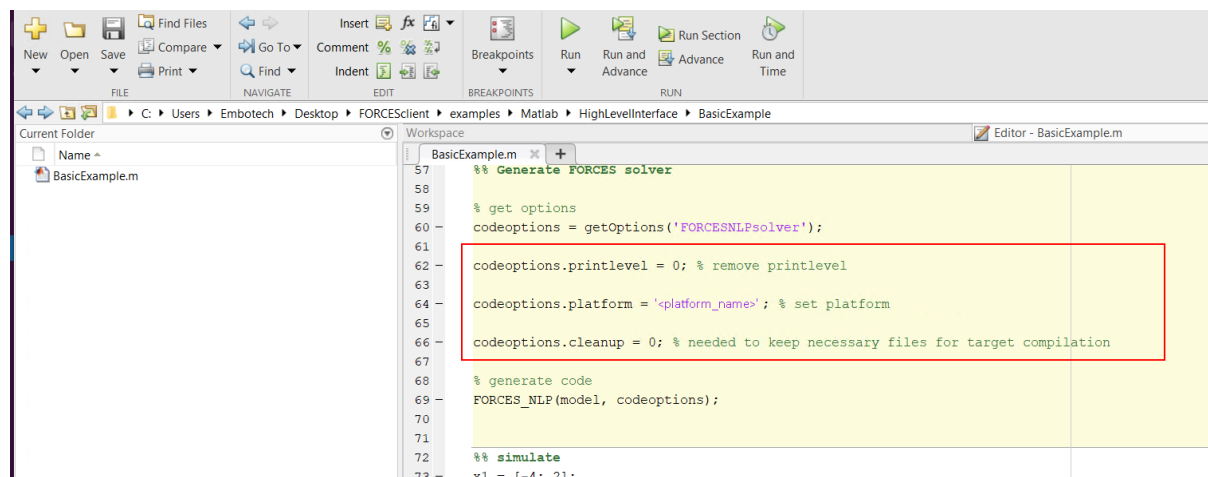 New Open Save
Find Files
Compare
Print
FILE
Go To
Find
NAVIGATE
Insert fx
Comment %
Indent
EDIT
Breakpoints
BREAKPOINTS
Run
Run and Advance
Run Section
Advance
Run and Time
RUN
C: Users Embotech Desktop FORCESclient examples Matlab HighLevelInterface BasicExample
Current Folder
Name
BasicExample.m
Workspace
Editor - BasicExample.m
BasicExample.m
57 %% Generate FORCES solver
58
59 % get options
60 – codeoptions = getOptions('FORCESNLPsolver');
61
62 – codeoptions.printlevel = 0; % remove printlevel
63
64 – codeoptions.platform = '<platform_name>'; % set platform
65
66 – codeoptions.cleanup = 0; % needed to keep necessary files for target compilation
67
68 % generate code
69 – FORCES_NLP(model, codeoptions);
70
71
72 %% simulate
73 – x1 = [-4; 2];